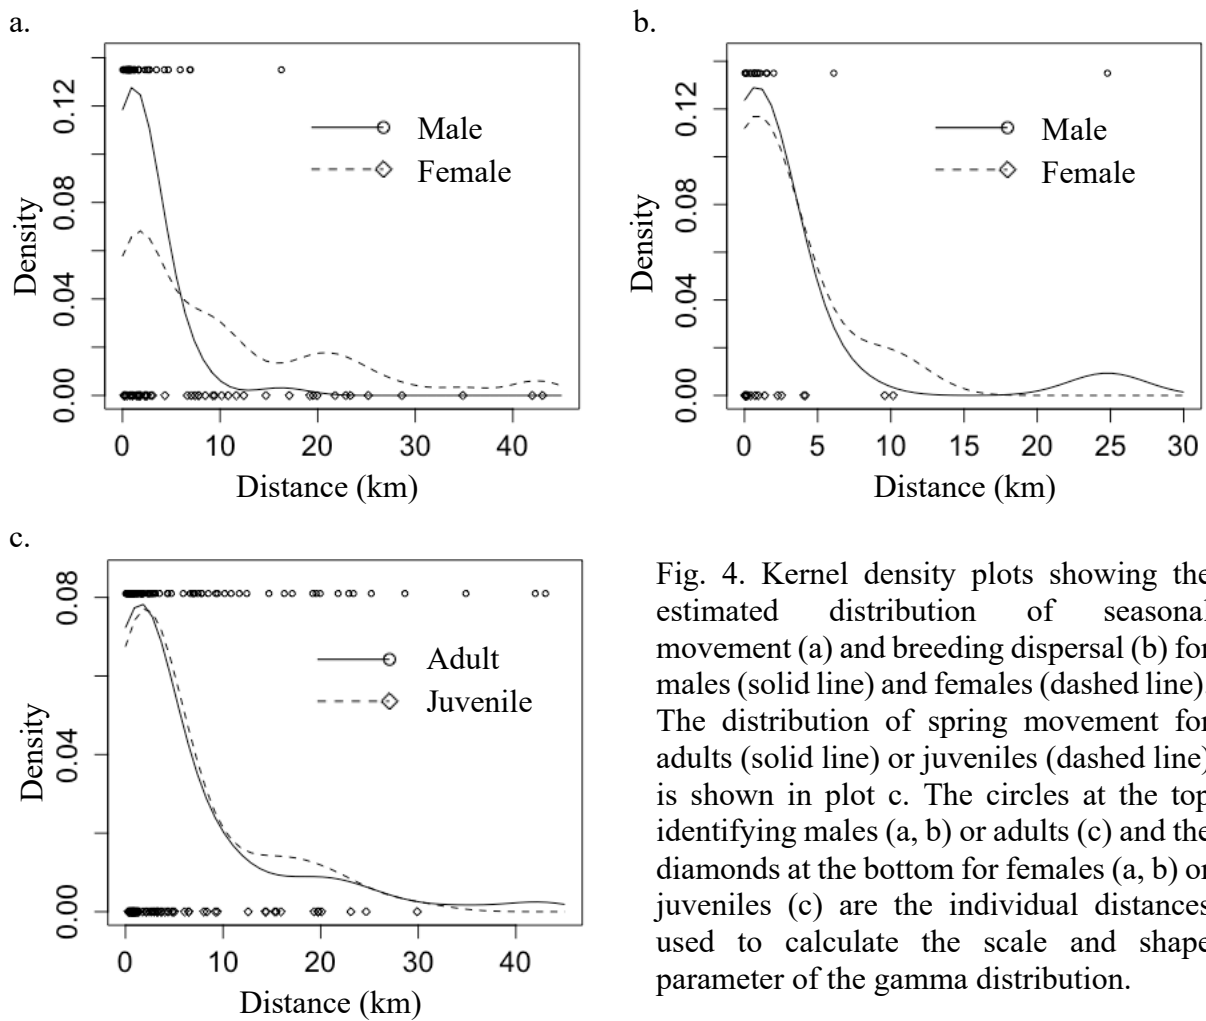 a.
0.00 0.04 0.08 0.12
Density
Male
Female
0 10 20 30 40
Distance (km)
b.
0.00 0.04 0.08 0.12
Density
Male
Female
0 5 10 15 20 25 30
Distance (km)
c.
0.00 0.04 0.08
Density
Adult
Juvenile
0 10 20 30 40
Distance (km)
Fig. 4. Kernel density plots showing the
estimated distribution of seasonal
movement (a) and breeding dispersal (b) for
males (solid line) and females (dashed line).
The distribution of spring movement for
adults (solid line) or juveniles (dashed line)
is shown in plot c. The circles at the top
identifying males (a, b) or adults (c) and the
diamonds at the bottom for females (a, b) or
juveniles (c) are the individual distances
used to calculate the scale and shape
parameter of the gamma distribution.